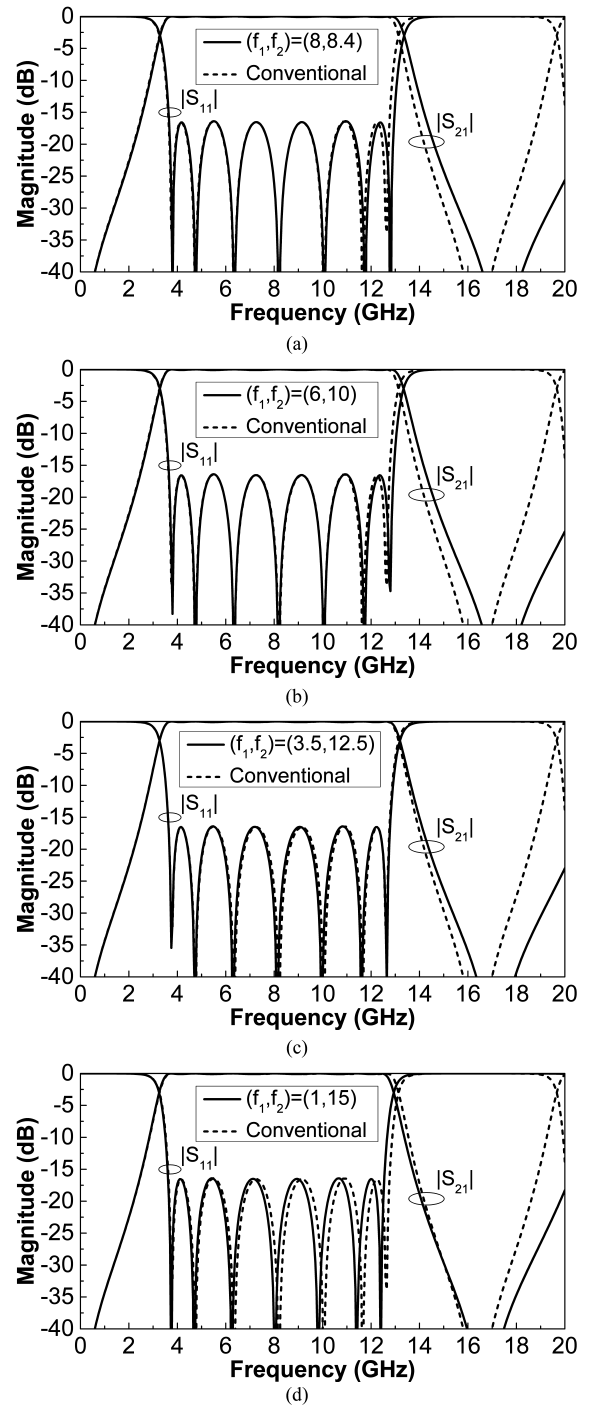 0
-5
-10
-15
-20
-25
-30
-35
-40
Magnitude (dB)
(f1,f2)=(8,8.4)
Conventional
|S11|
|S21|
0 2 4 6 8 10 12 14 16 18 20
Frequency (GHz)
(a)
0
-5
-10
-15
-20
-25
-30
-35
-40
Magnitude (dB)
(f1,f2)=(6,10)
Conventional
|S11|
|S21|
0 2 4 6 8 10 12 14 16 18 20
Frequency (GHz)
(b)
0
-5
-10
-15
-20
-25
-30
-35
-40
Magnitude (dB)
(f1,f2)=(3.5,12.5)
Conventional
|S11|
|S21|
0 2 4 6 8 10 12 14 16 18 20
Frequency (GHz)
(c)
0
-5
-10
-15
-20
-25
-30
-35
-40
Magnitude (dB)
(f1,f2)=(1,15)
Conventional
|S11|
|S21|
0 2 4 6 8 10 12 14 16 18 20
Frequency (GHz)
(d)